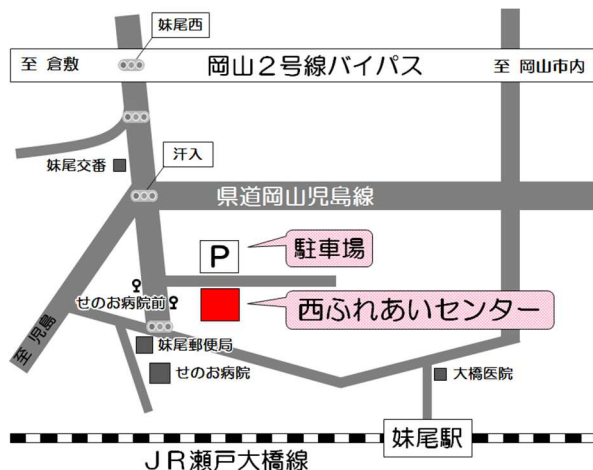 妹尾西
至 倉敷
岡山2号線バイパス
至 岡山市内
汗入
妹尾交番
県道岡山児島線
P
駐車場
せのお病院前
西ふれあいセンター
至 児島
妹尾郵便局
せのお病院
大橋医院
妹尾駅
JR瀬戸大橋線